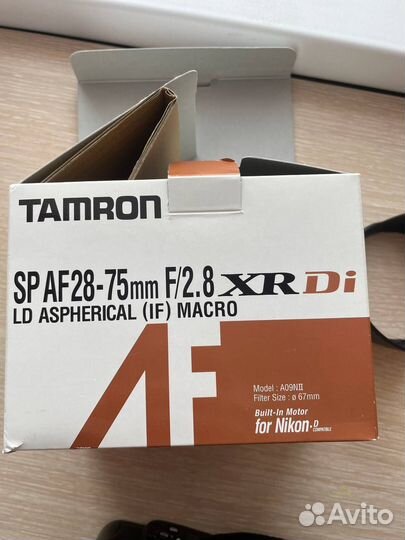 TAMRON
SP AF28-75mm F/2.8 XR Di
LD ASPHERICAL (IF) MACRO
AF
Model : A09NII
Filter Size : ø 67mm
Built-In Motor
for Nikon-D
COMPATIBLE
Avito